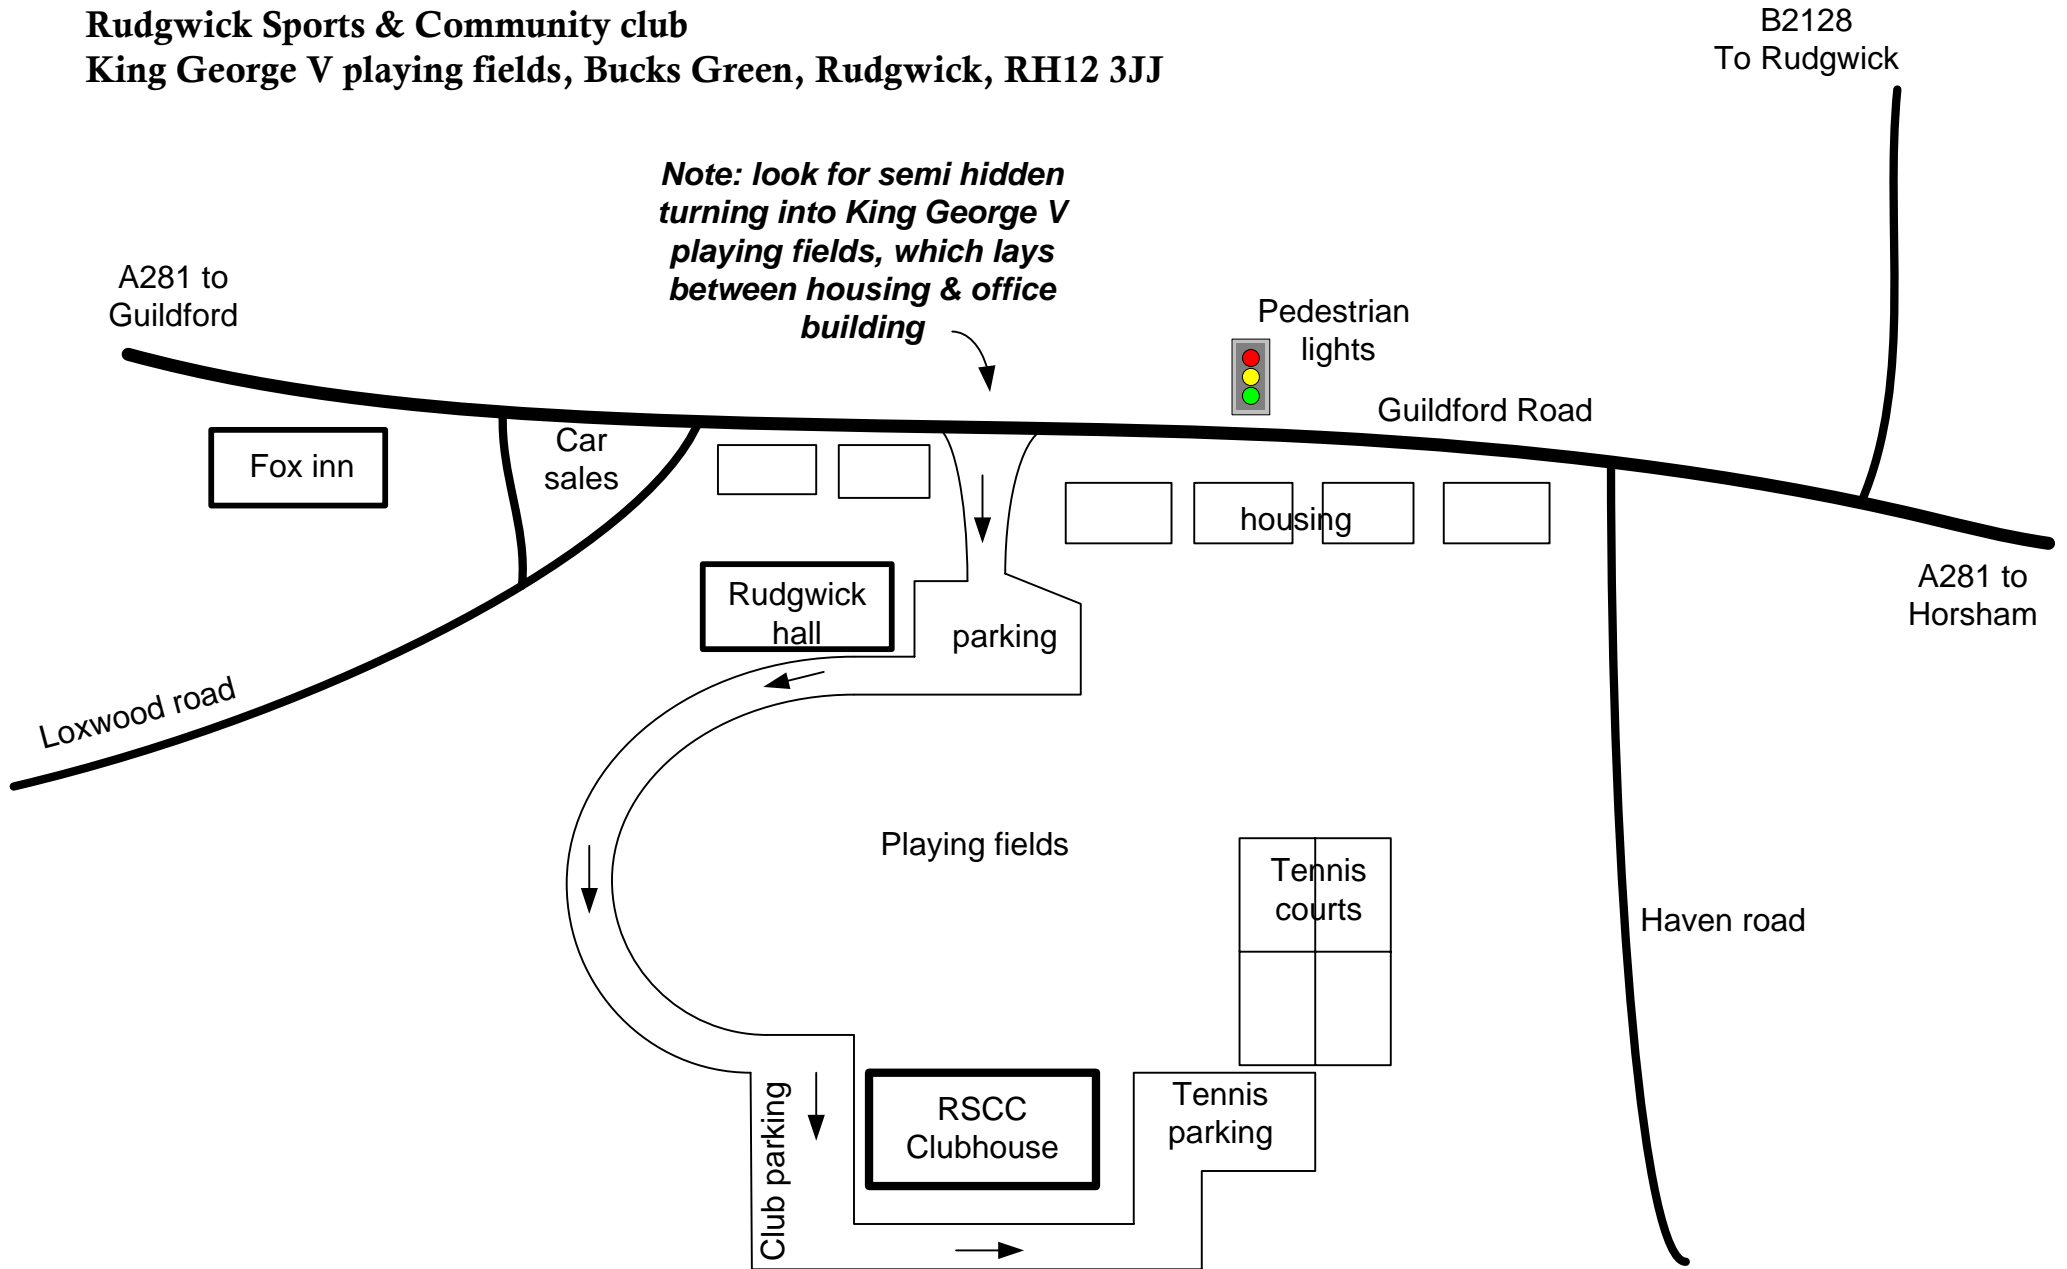 Rudgwick Sports & Community club
King George V playing fields, Bucks Green, Rudgwick, RH12 3JJ
B2128
To Rudgwick
Note: look for semi hidden
turning into King George V
playing fields, which lays
between housing & office
building
A281 to
Guildford
Pedestrian
lights
Guildford Road
Fox inn
Car
sales
housing
A281 to
Horsham
Rudgwick
hall
parking
Loxwood road
Playing fields
Tennis
courts
Haven road
Club parking
RSCC
Clubhouse
Tennis
parking